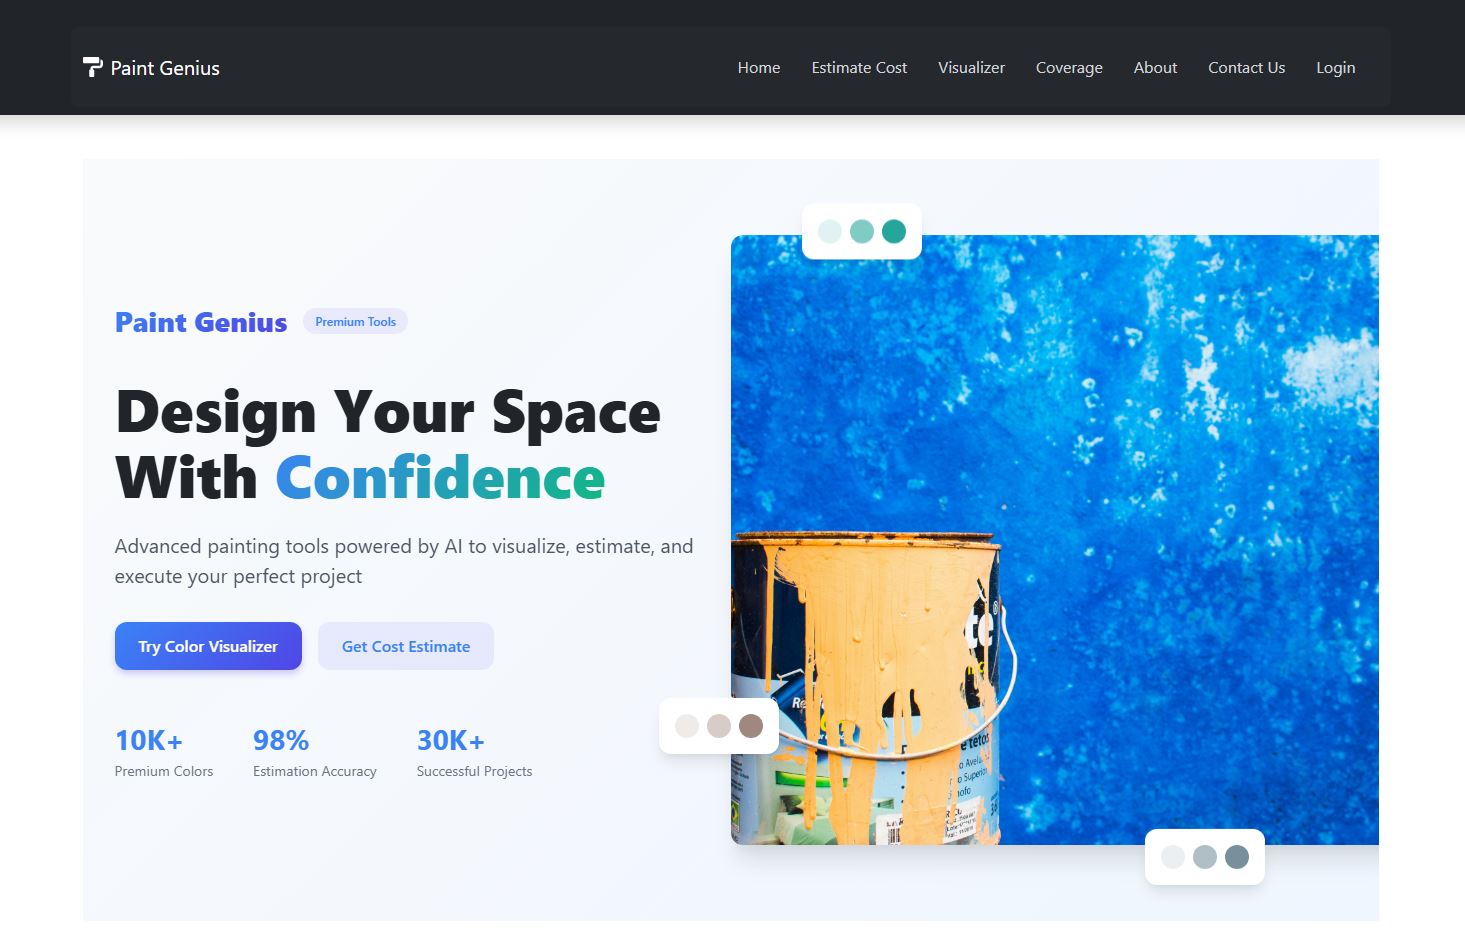 Paint Genius
Home
Estimate Cost
Visualizer
Coverage
About
Contact Us
Login
Paint Genius
Premium Tools
Design Your Space
With Confidence
Advanced painting tools powered by AI to visualize, estimate, and
execute your perfect project
Try Color Visualizer
Get Cost Estimate
10K+
98%
30K+
Premium Colors
Estimation Accuracy
Successful Projects
te®
e tetos